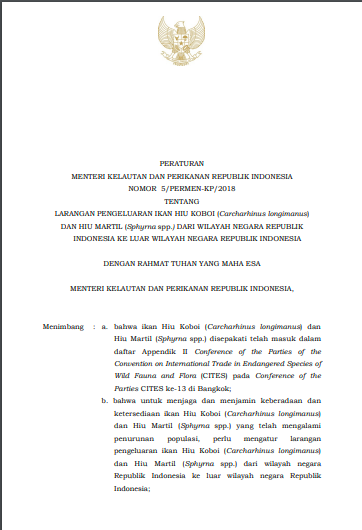 PERATURAN
MENTERI KELAUTAN DAN PERIKANAN REPUBLIK INDONESIA
NOMOR 5/PERMEN-KP/2018
TENTANG
LARANGAN PENGELUARAN IKAN HIU KOBOI (Carcharhinus longimanus)
DAN HIU MARTIL (Sphyrna spp.) DARI WILAYAH NEGARA REPUBLIK
INDONESIA KE LUAR WILAYAH NEGARA REPUBLIK INDONESIA
DENGAN RAHMAT TUHAN YANG MAHA ESA
MENTERI KELAUTAN DAN PERIKANAN REPUBLIK INDONESIA,
Menimbang : a. bahwa ikan Hiu Koboi (Carcharhinus longimanus) dan
Hiu Martil (Sphyrna spp.) disepakati telah masuk dalam
daftar Appendik II Conference of the Parties of the
Convention on International Trade in Endangered Species of
Wild Fauna and Flora (CITES) pada Conference of the
Parties CITES ke-13 di Bangkok;
b. bahwa untuk menjaga dan menjamin keberadaan dan
ketersediaan ikan Hiu Koboi (Carcharhinus longimanus)
dan Hiu Martil (Sphyrna spp.) yang telah mengalami
penurunan populasi, perlu mengatur larangan
pengeluaran ikan Hiu Koboi (Carcharhinus longimanus)
dan Hiu Martil (Sphyrna spp.) dari wilayah negara
Republik Indonesia ke luar wilayah negara Republik
Indonesia;